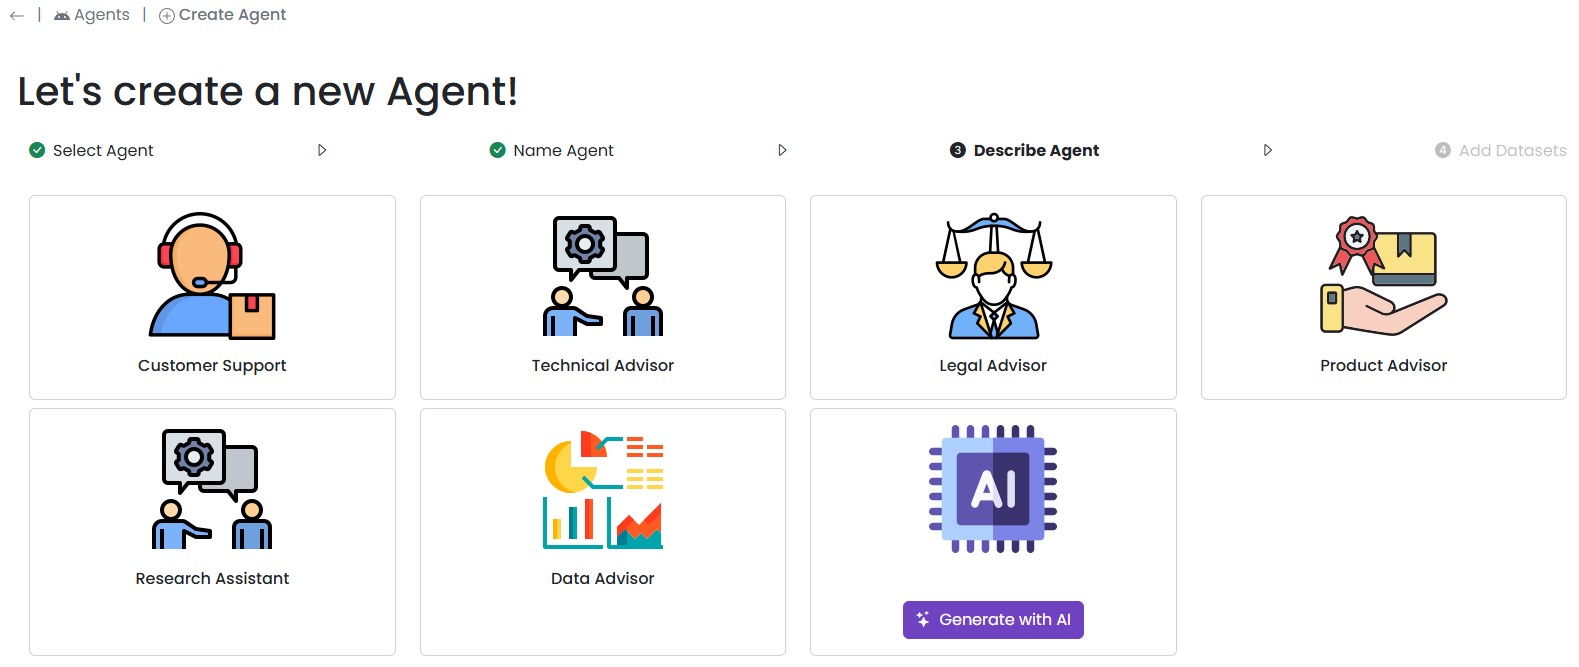 Agents | Create Agent
Let's create a new Agent!
Select Agent
Name Agent
3 Describe Agent
4 Add Datasets
Customer Support
Technical Advisor
Legal Advisor
Product Advisor
Research Assistant
Data Advisor
AI
Generate with AI